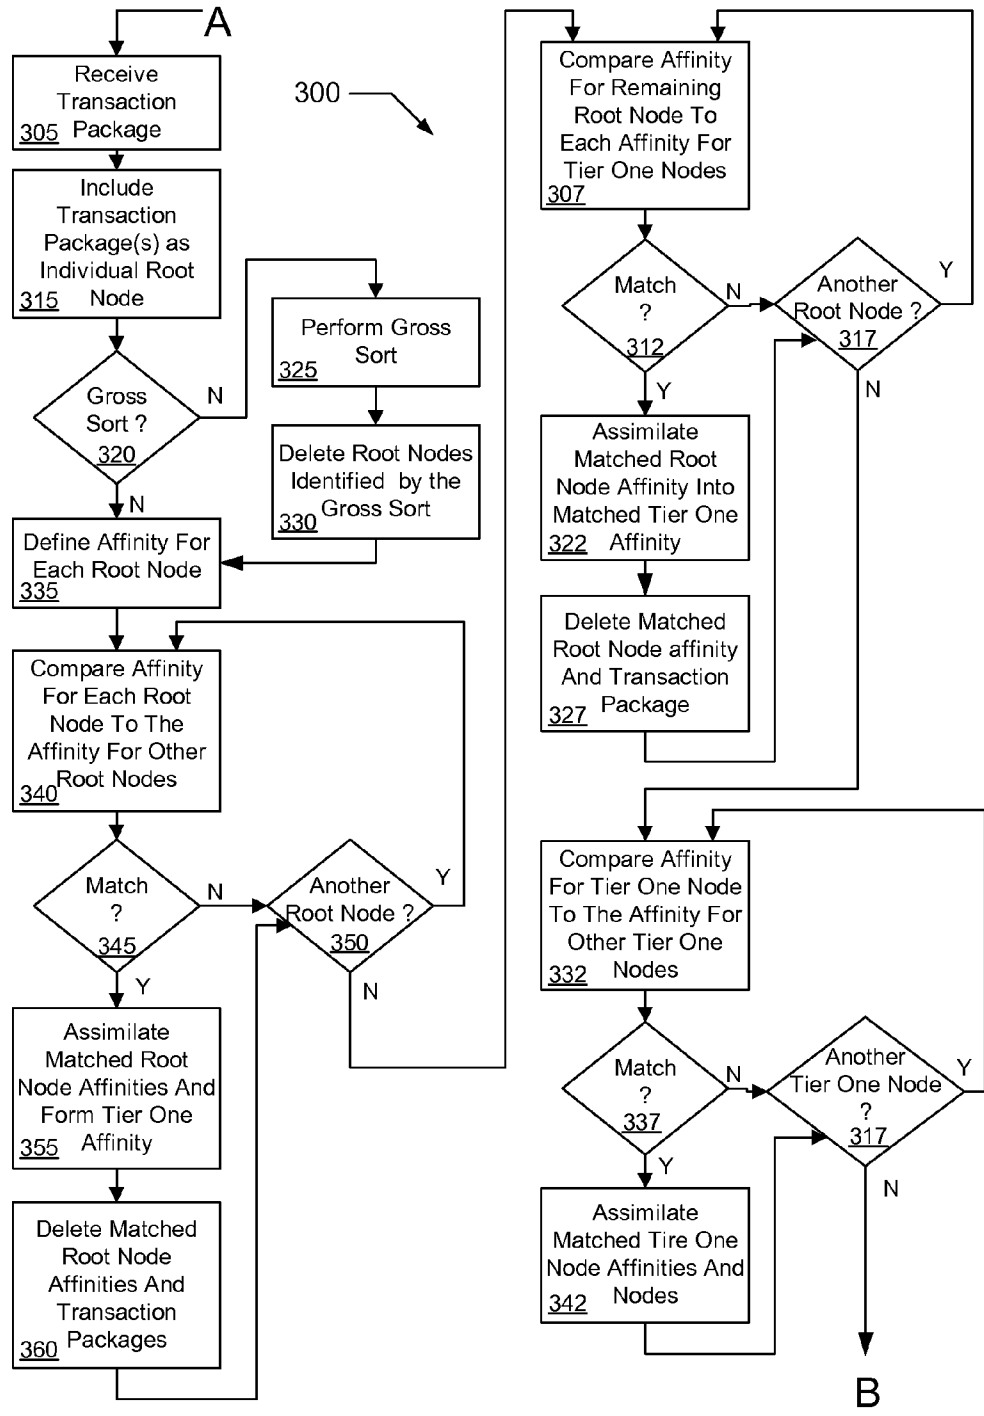 A
Receive
Transaction
Package
305
Include
Transaction
Package(s) as
Individual Root
Node
315
Gross
Sort ?
320
N
N
Perform Gross
Sort
325
Delete Root Nodes
Identified by the
Gross Sort
330
Define Affinity For
Each Root Node
335
Compare Affinity
For Each Root
Node To The
Affinity For Other
Root Nodes
340
Match
?
345
N
Y
Another
Root Node ?
350
Y
N
Assimilate
Matched Root
Node Affinities And
Form Tier One
Affinity
355
Delete Matched
Root Node
Affinities And
Transaction
Packages
360
300
Compare Affinity
For Remaining
Root Node To
Each Affinity For
Tier One Nodes
307
Match
?
312
N
Y
Another
Root Node ?
317
Y
N
Assimilate
Matched Root
Node Affinity Into
Matched Tier One
Affinity
322
Delete Matched
Root Node affinity
And Transaction
Package
327
Compare Affinity
For Tier One Node
To The Affinity For
Other Tier One
Nodes
332
Match
?
337
N
Y
Another
Tier One Node
?
317
Y
N
Assimilate
Matched Tire One
Node Affinities And
Nodes
342
B